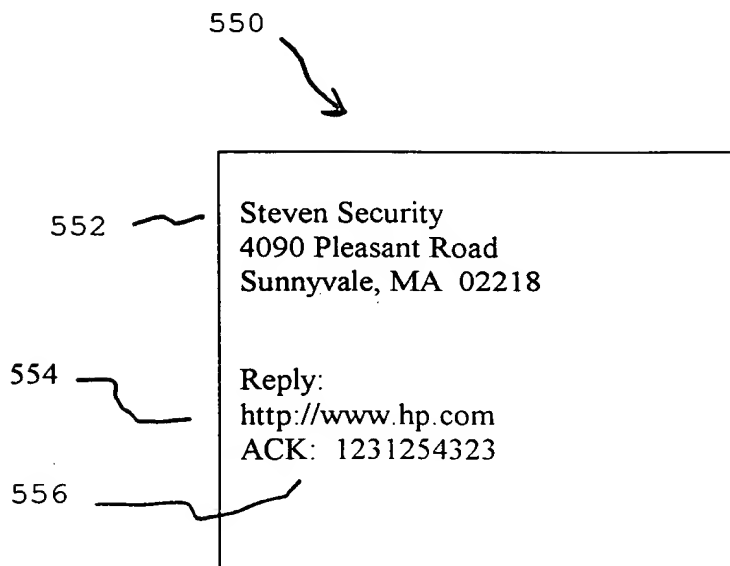 550
552
Steven Security
4090 Pleasant Road
Sunnyvale, MA 02218
554
Reply:
http://www.hp.com
ACK: 1231254323
556